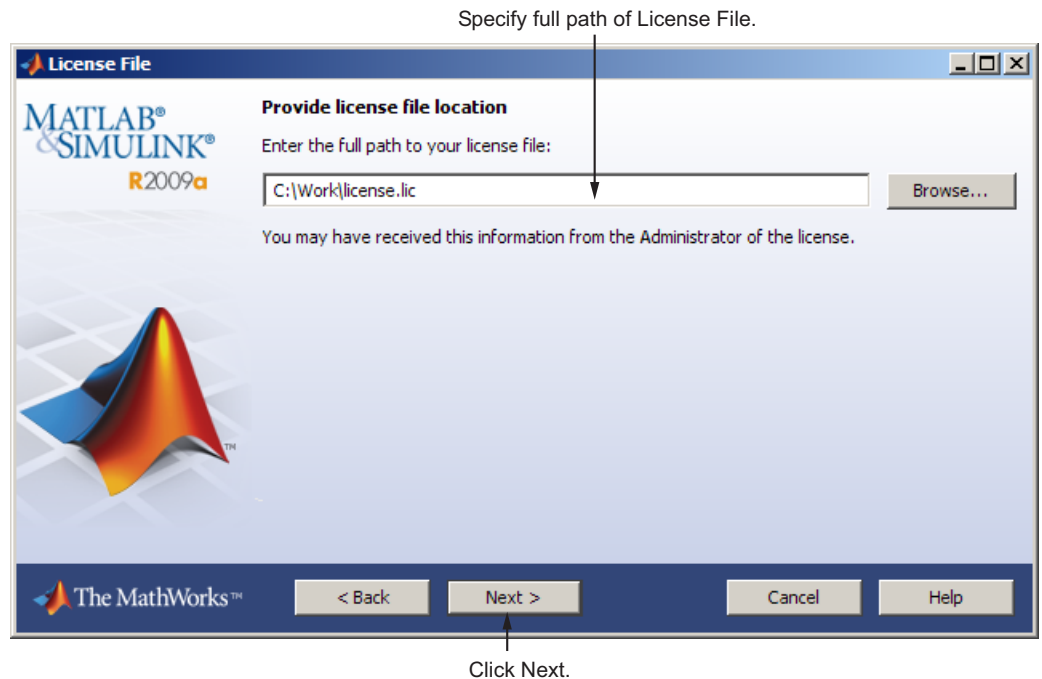 Specify full path of License File.
License File
MATLAB®
&SIMULINK®
R2009a
Provide license file location
Enter the full path to your license file:
C:\Work\license.lic
Browse...
You may have received this information from the Administrator of the license.
TM
The MathWorks™
< Back
Next >
Cancel
Help
Click Next.